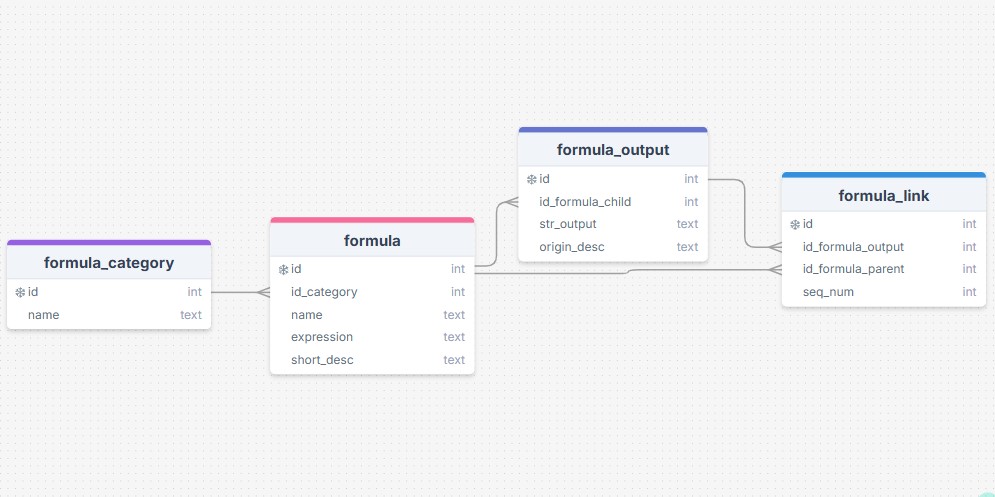 formula_category
id int
name text
formula
id int
id_category int
name text
expression text
short_desc text
formula_output
id int
id_formula_child int
str_output text
origin_desc text
formula_link
id int
id_formula_output int
id_formula_parent int
seq_num int